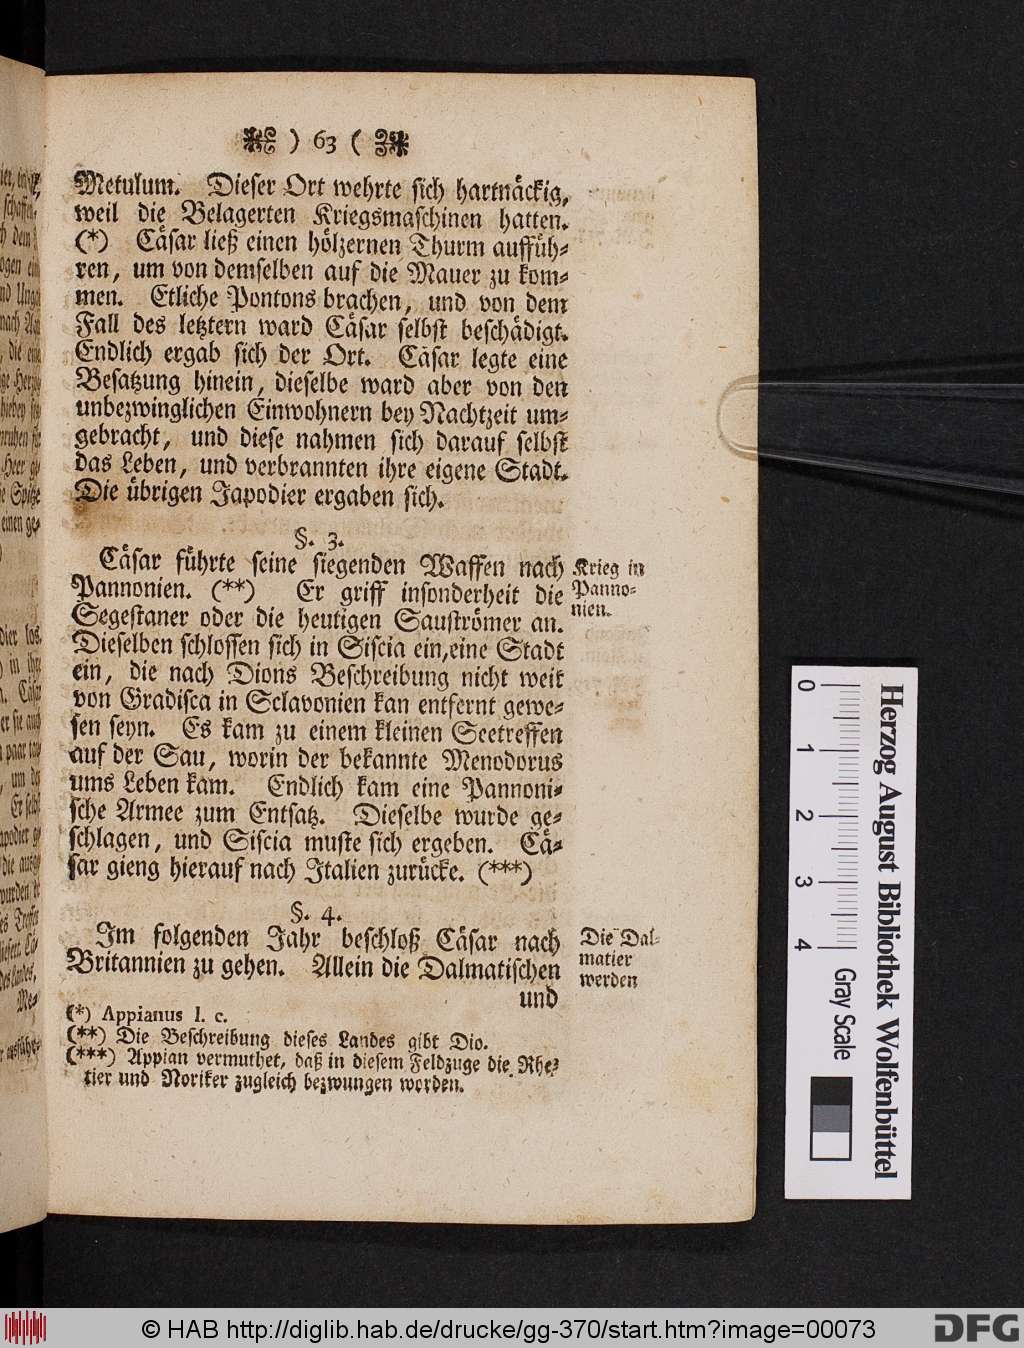 ) 63 (
Metulum. Dieser Ort wehrte sich hartnäckig,
weil die Belagerten Kriegsmaschinen hatten.
(*) Cäsar ließ einen hölzernen Thurm auffüh-
ren, um von demselben auf die Mauer zu kom-
men. Etliche Pontons brachen, und von dem
Fall des letztern ward Cäsar selbst beschädigt.
Endlich ergab sich der Ort. Cäsar legte eine
Besatzung hinein, dieselbe ward aber von den
unbezwinglichen Einwohnern bey Nachtzeit um-
gebracht, und diese nahmen sich darauf selbst
das Leben, und verbrannten ihre eigene Stadt.
Die übrigen Japodier ergaben sich.
§. 3.
Cäsar führte seine siegenden Waffen nach
Pannonien. (**) Er griff insonderheit die
Segestaner oder die heutigen Sauströmer an.
Dieselben schlossen sich in Siscia ein, eine Stadt
ein, die nach Dions Beschreibung nicht weit
von Gradisca in Sclavonien kan entfernt gewe-
sen seyn. Es kam zu einem kleinen Seetreffen
auf der Sau, worin der bekannte Menodorus
ums Leben kam. Endlich kam eine Pannoni-
sche Armee zum Entsatz. Dieselbe wurde ge-
schlagen, und Siscia muste sich ergeben. Cä-
sar gieng hierauf nach Italien zurücke. (***)
Krieg in
Panno-
nien.
§. 4.
Im folgenden Jahr beschloß Cäsar nach
Britannien zu gehen. Allein die Dalmatischen
und
Die Dal-
matier
werden
(*) Appianus l. c.
(**) Die Beschreibung dieses Landes gibt Dio.
(***) Appian vermuthet, daß in diesem Feldzuge die Rhe-
tier und Noriker zugleich bezwungen worden.
Herzog August Bibliothek Wolfenbüttel
0 1 2 3 4
Gray Scale
© HAB http://diglib.hab.de/drucke/gg-370/start.htm?image=00073
DFG